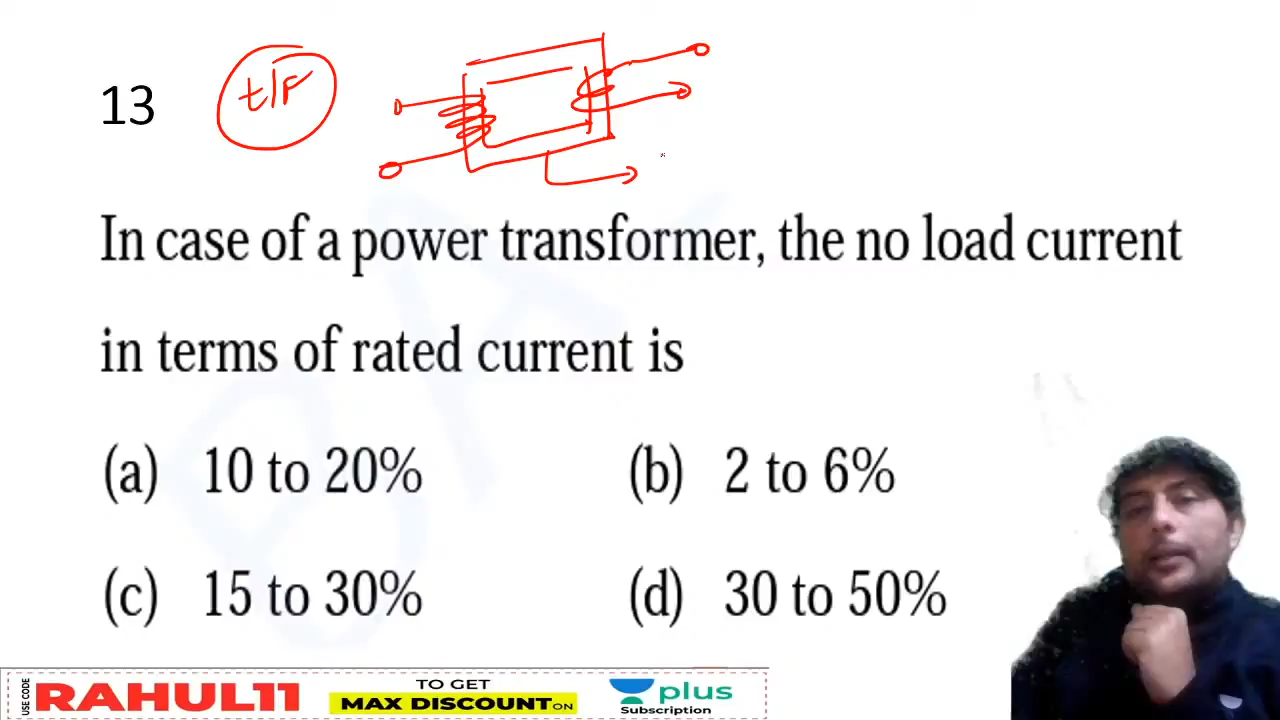 13
t/F
In case of a power transformer, the no load current
in terms of rated current is
(a) 10 to 20%
(b) 2 to 6%
(c) 15 to 30%
(d) 30 to 50%
USE CODE
RAHUL11
TO GET
MAX DISCOUNT ON
plus
Subscription